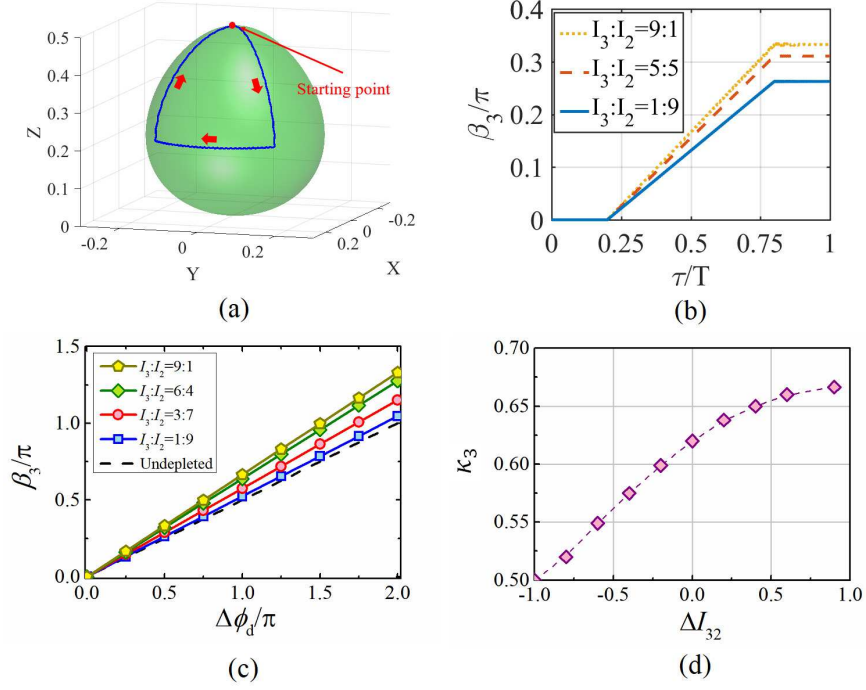 0.5
0.4
0.3
0.2
0.1
0
Z
Starting point
-0.2
0
0.2
Y
0.2
0
-0.2
X
(a)
0.4
0.3
0.2
0.1
0
β₃/π
I₃:I₂=9:1
I₃:I₂=5:5
I₃:I₂=1:9
0 0.25 0.5 0.75 1
τ/T
(b)
1.5
1.0
0.5
0.0
β₃/π
I₃:I₂=9:1
I₃:I₂=6:4
I₃:I₂=3:7
I₃:I₂=1:9
Undepleted
0.0 0.5 1.0 1.5 2.0
Δϕd/π
(c)
0.70
0.65
0.60
0.55
0.50
κ₃
-1.0 -0.5 0.0 0.5 1.0
ΔI₃₂
(d)